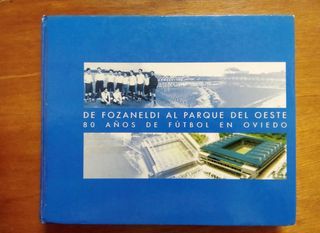 DE FOZANELDI AL PARQUE DEL OESTE
80 AÑOS DE FÚTBOL EN OVIEDO